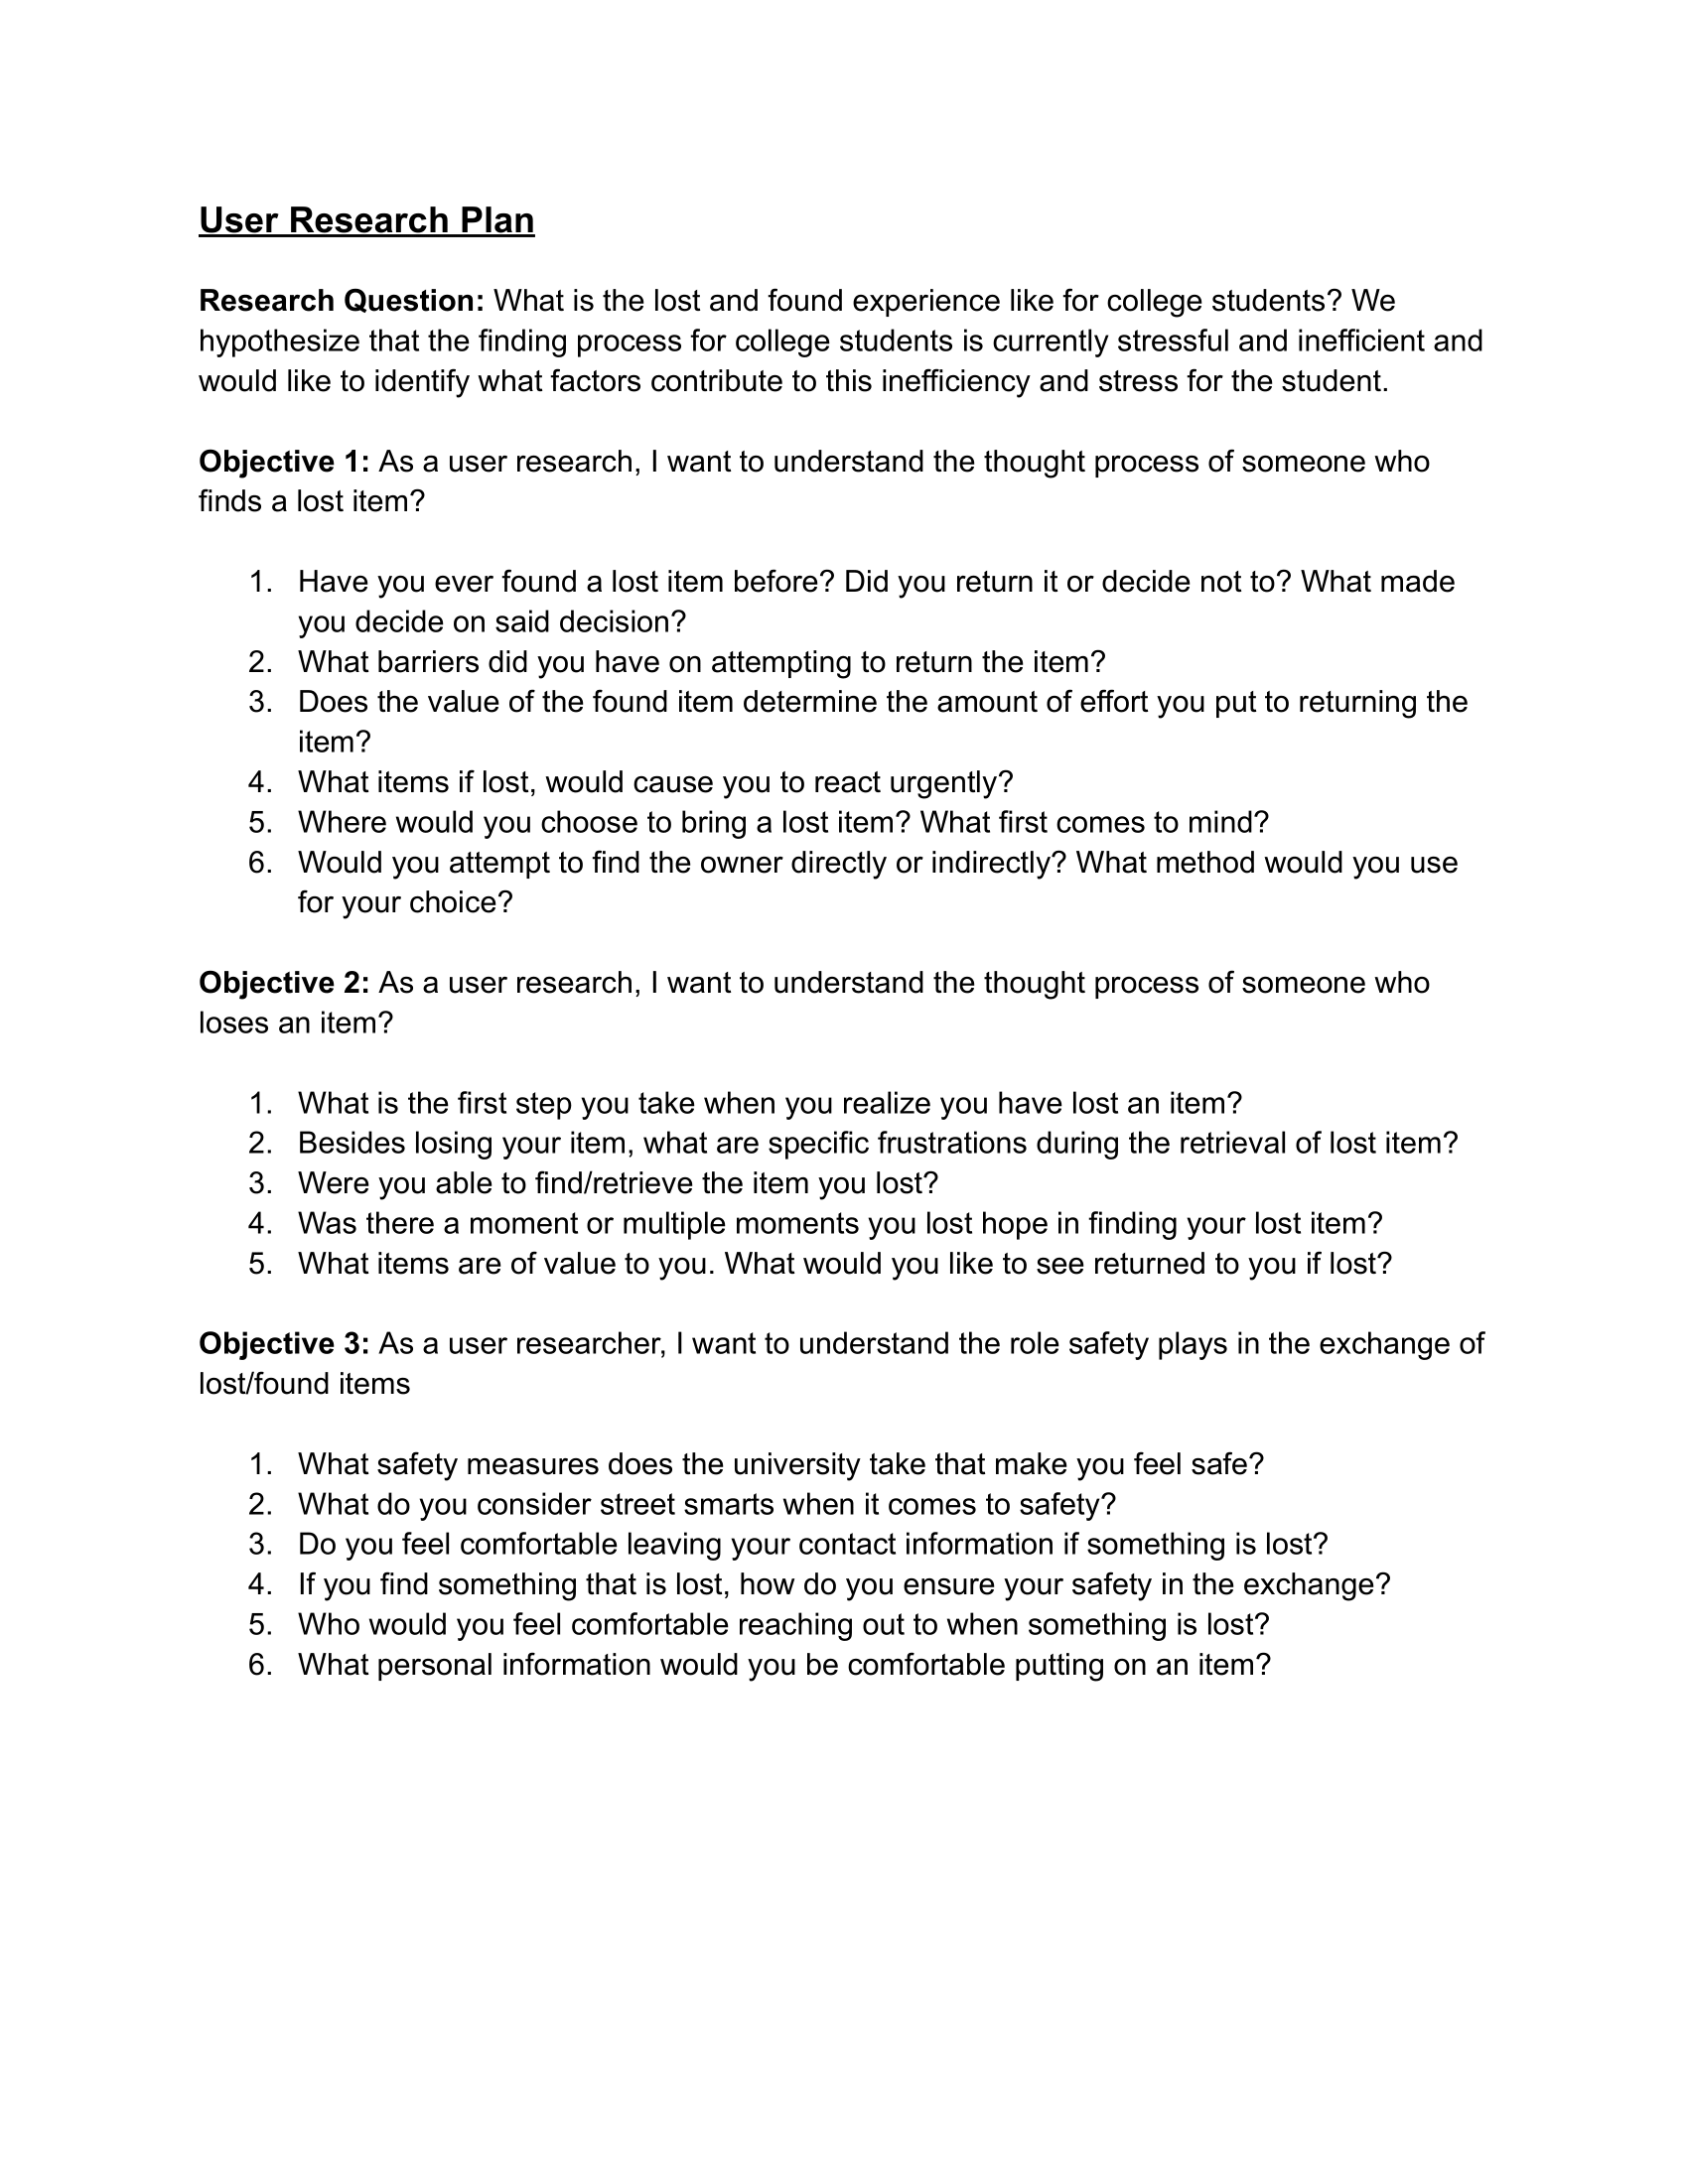 User Research Plan
Research Question: What is the lost and found experience like for college students? We
hypothesize that the finding process for college students is currently stressful and inefficient and
would like to identify what factors contribute to this inefficiency and stress for the student.
Objective 1: As a user research, I want to understand the thought process of someone who
finds a lost item?
1. Have you ever found a lost item before? Did you return it or decide not to? What made
you decide on said decision?
2. What barriers did you have on attempting to return the item?
3. Does the value of the found item determine the amount of effort you put to returning the
item?
4. What items if lost, would cause you to react urgently?
5. Where would you choose to bring a lost item? What first comes to mind?
6. Would you attempt to find the owner directly or indirectly? What method would you use
for your choice?
Objective 2: As a user research, I want to understand the thought process of someone who
loses an item?
1. What is the first step you take when you realize you have lost an item?
2. Besides losing your item, what are specific frustrations during the retrieval of lost item?
3. Were you able to find/retrieve the item you lost?
4. Was there a moment or multiple moments you lost hope in finding your lost item?
5. What items are of value to you. What would you like to see returned to you if lost?
Objective 3: As a user researcher, I want to understand the role safety plays in the exchange of
lost/found items
1. What safety measures does the university take that make you feel safe?
2. What do you consider street smarts when it comes to safety?
3. Do you feel comfortable leaving your contact information if something is lost?
4. If you find something that is lost, how do you ensure your safety in the exchange?
5. Who would you feel comfortable reaching out to when something is lost?
6. What personal information would you be comfortable putting on an item?